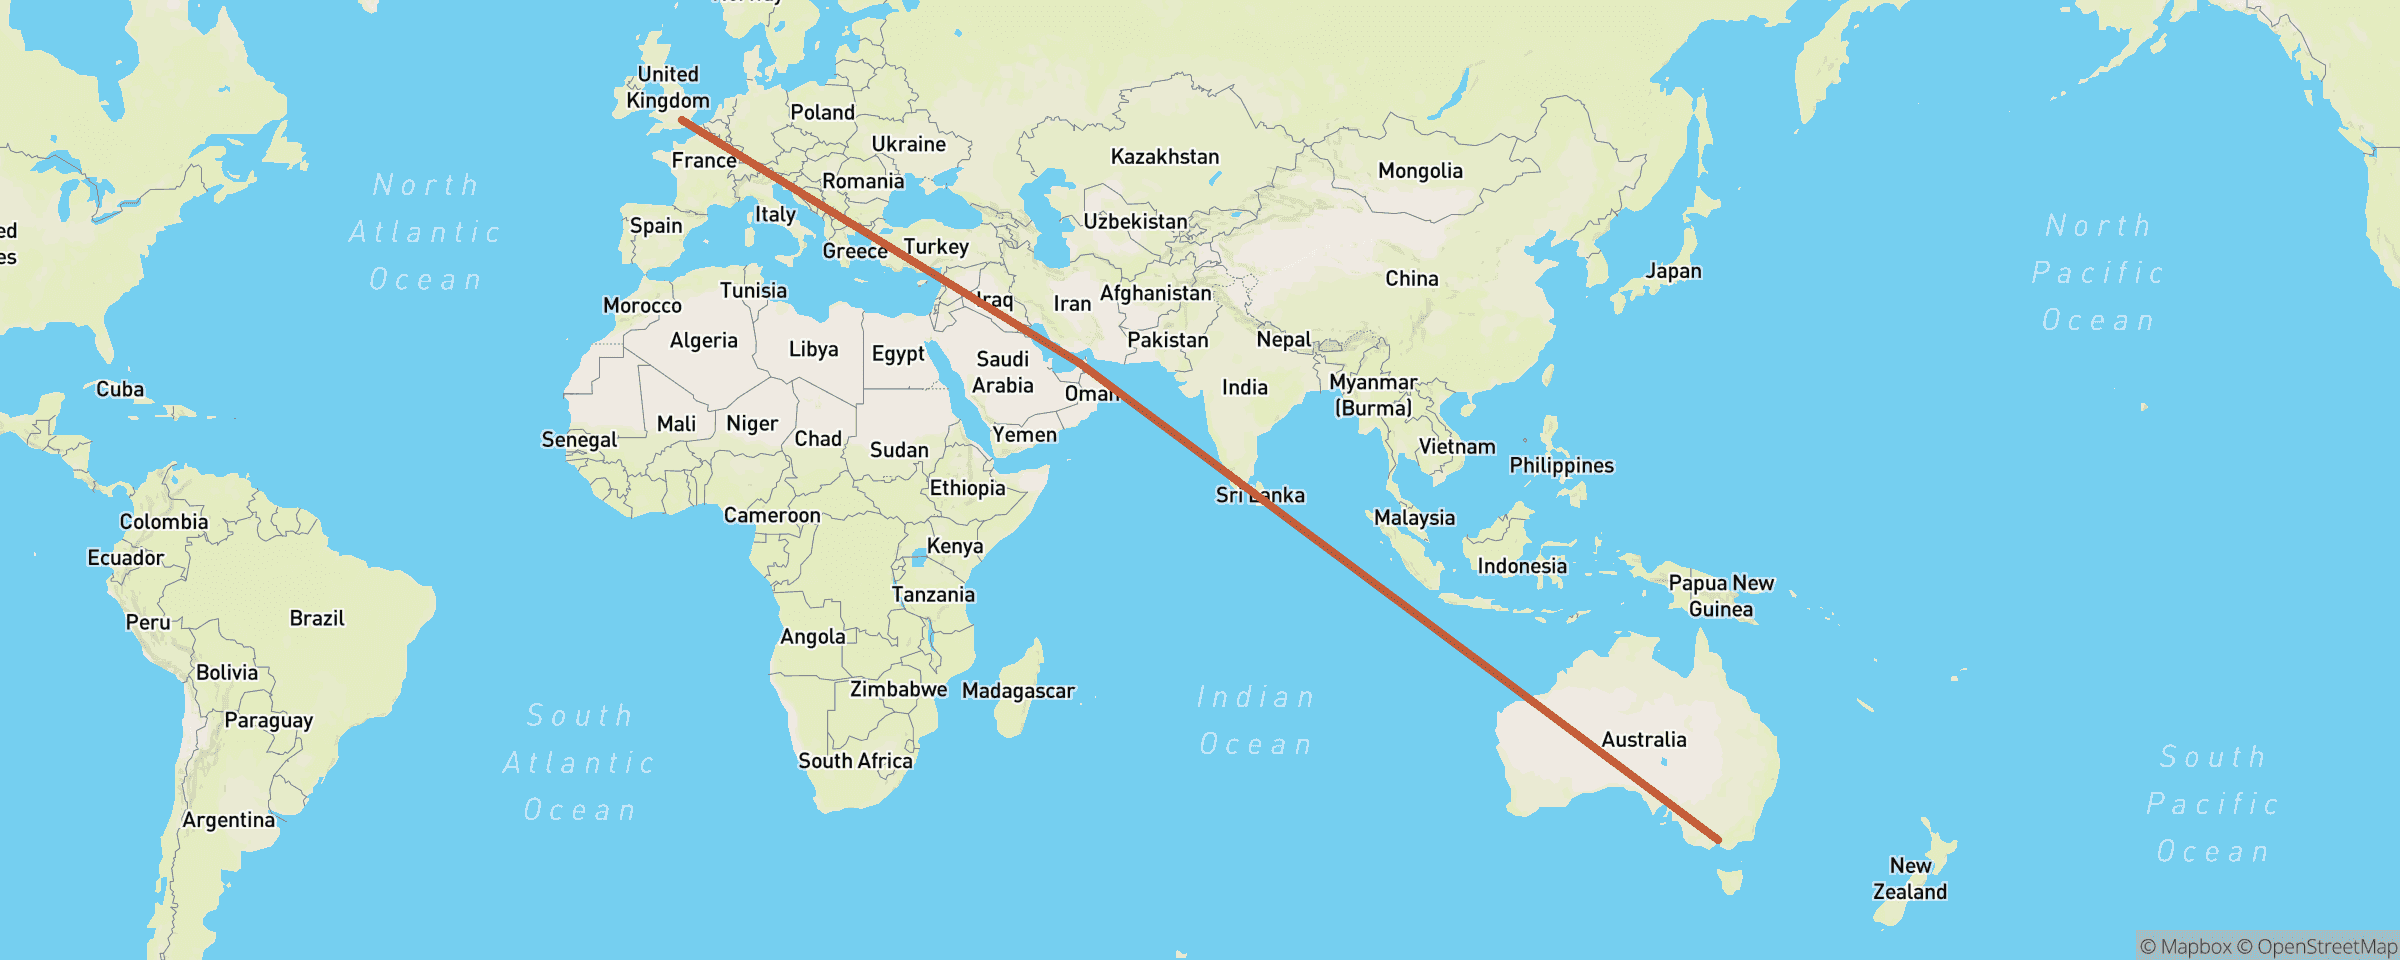 Norway
United
Kingdom
Poland
Ukraine
France
Romania
Kazakhstan
Mongolia
North
Atlantic
Ocean
Spain
Italy
Greece
Turkey
Uzbekistan
North
Pacific
Ocean
ed
es
Morocco
Tunisia
Iraq
Iran
Afghanistan
China
Japan
Algeria
Libya
Egypt
Saudi
Arabia
Pakistan
Nepal
Cuba
Oman
India
Myanmar
(Burma)
Senegal
Mali
Niger
Chad
Sudan
Yemen
Vietnam
Philippines
Ethiopia
Sri Lanka
Colombia
Cameroon
Malaysia
Ecuador
Kenya
Indonesia
Tanzania
Papua New
Guinea
Peru
Brazil
Angola
Bolivia
Zimbabwe
Madagascar
Indian
Ocean
Paraguay
South
Atlantic
Ocean
South Africa
Australia
South
Pacific
Ocean
Argentina
New
Zealand
© Mapbox © OpenStreetMap